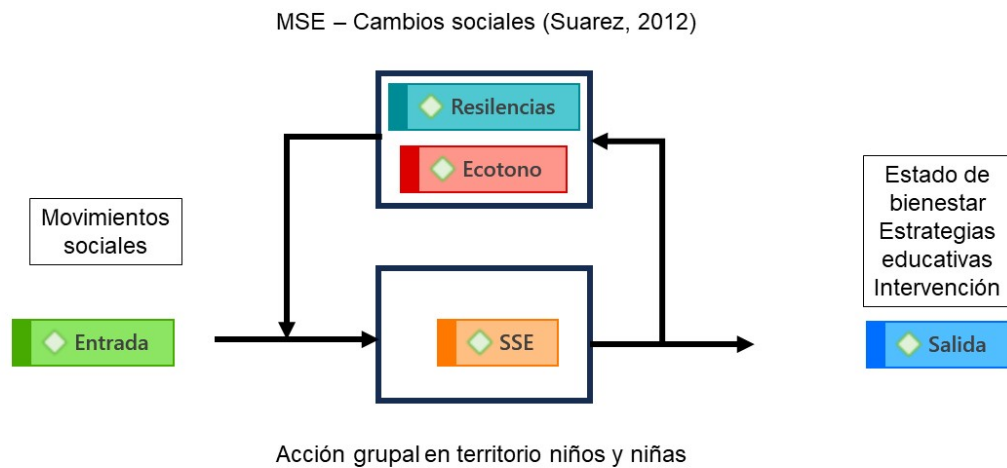 MSE – Cambios sociales (Suarez, 2012)
Resilencias
Ecotono
Movimientos
sociales
Estado de
bienestar
Estrategias
educativas
Intervención
Entrada
SSE
Salida
Acción grupal en territorio niños y niñas